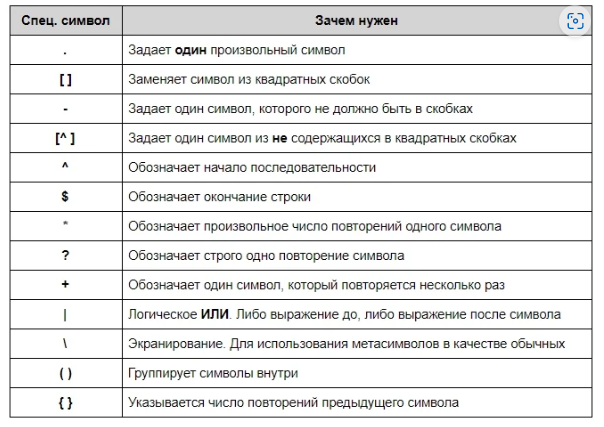 Спец. символ Зачем нужен
. Задает один произвольный символ
[ ] Заменяет символ из квадратных скобок
- Задает один символ, которого не должно быть в скобках
[^ ] Задает один символ из не содержащихся в квадратных скобках
^ Обозначает начало последовательности
$ Обозначает окончание строки
* Обозначает произвольное число повторений одного символа
? Обозначает строго одно повторение символа
+ Обозначает один символ, который повторяется несколько раз
| Логическое ИЛИ. Либо выражение до, либо выражение после символа
\ Экранирование. Для использования метасимволов в качестве обычных
( ) Группирует символы внутри
{ } Указывается число повторений предыдущего символа